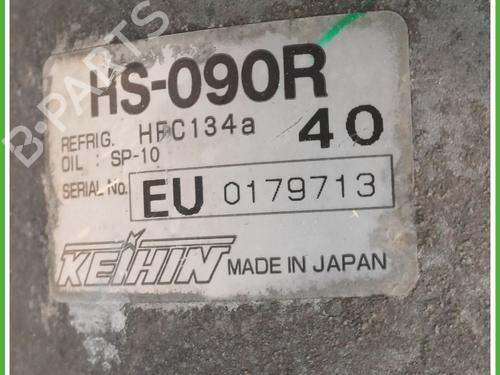 HS-090R
REFRIG. HFC134a 40
OIL : SP-10
SERIAL No. EU 0179713
KEIHIN MADE IN JAPAN
B-PARTS